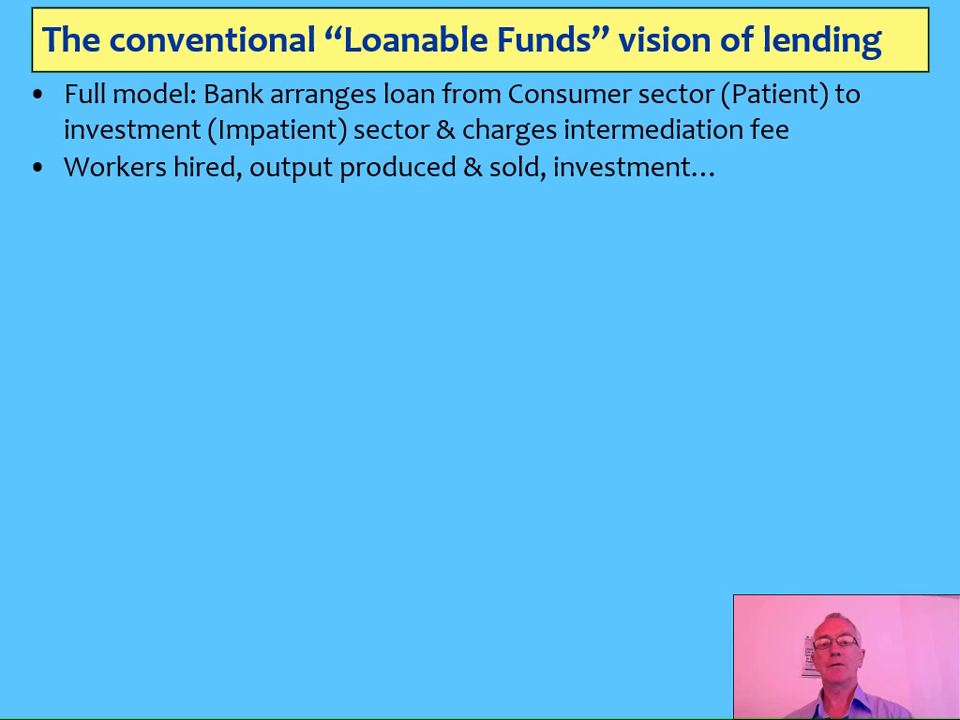 The conventional “Loanable Funds” vision of lending
• Full model: Bank arranges loan from Consumer sector (Patient) to
investment (Impatient) sector & charges intermediation fee
• Workers hired, output produced & sold, investment…